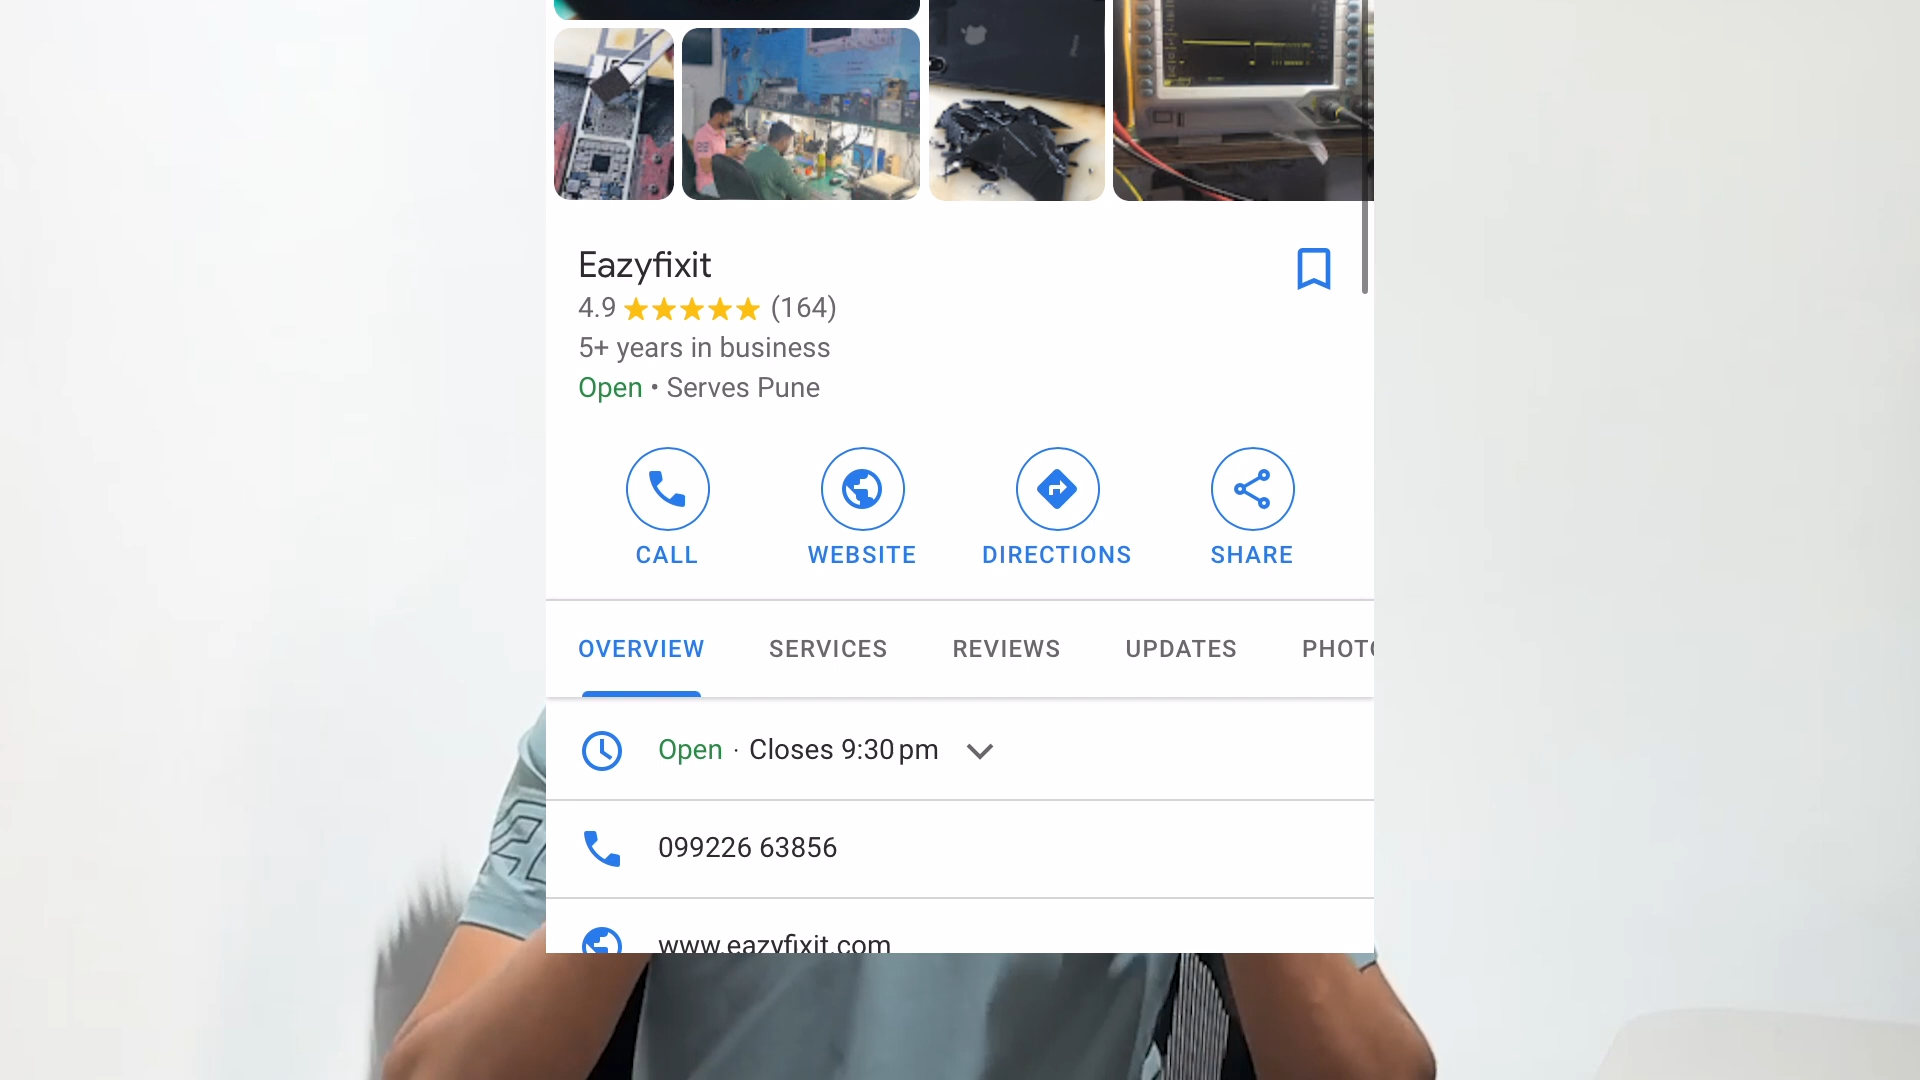 Eazyfixit
4.9 (164)
5+ years in business
Open • Serves Pune
CALL
WEBSITE
DIRECTIONS
SHARE
OVERVIEW
SERVICES
REVIEWS
UPDATES
PHOTO
Open · Closes 9:30 pm
099226 63856
www.eazyfixit.com